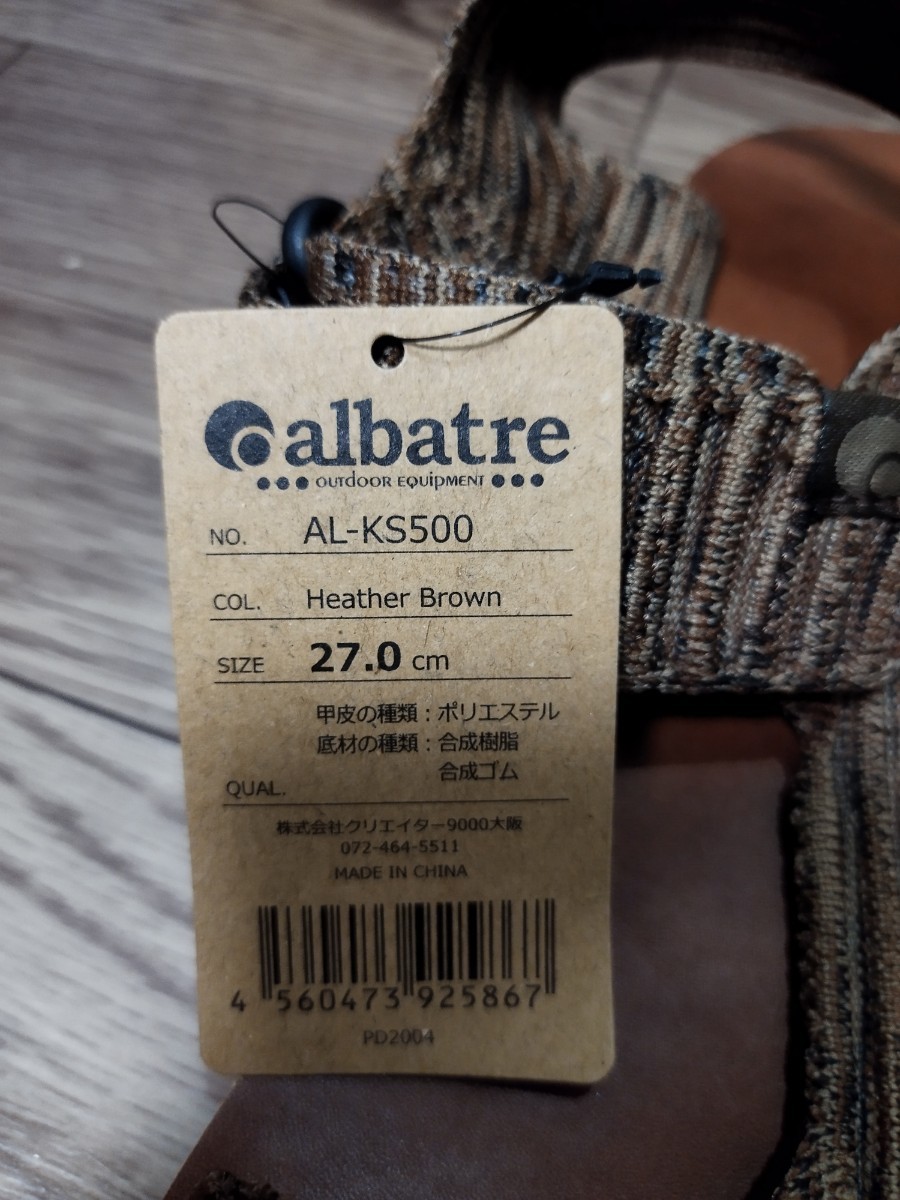 albatre
OUTDOOR EQUIPMENT
NO. AL-KS500
COL. Heather Brown
SIZE 27.0 cm
甲皮の種類：ポリエステル
底材の種類：合成樹脂
合成ゴム
QUAL.
株式会社クリエイター9000大阪
072-464-5511
MADE IN CHINA
4 560473 925867
PD2004